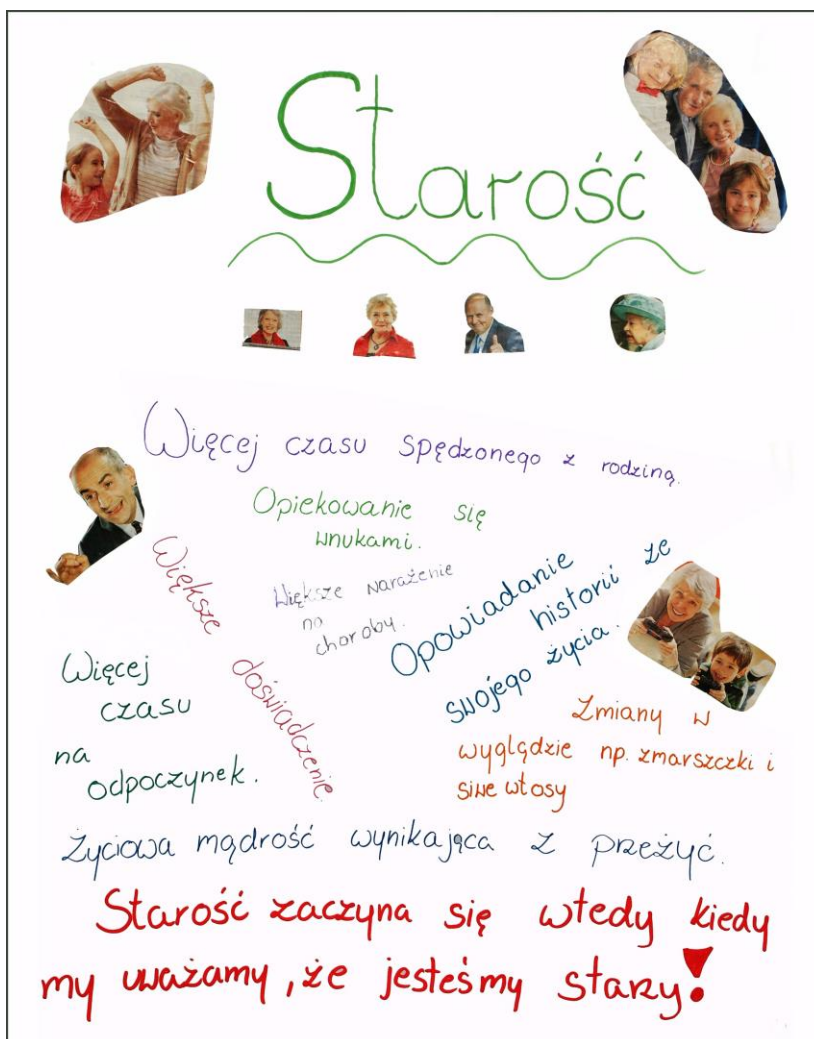 Starość
Więcej czasu spędzonego z rodziną.
Opiekowanie się
wnukami.
Większe narażenie
na
choroby.
Opowiadanie
historii ze
swojego życia.
Większe doświadczenie.
Więcej
czasu
na
odpoczynek.
Zmiany w
wyglądzie np. zmarszczki i
siwe włosy
Życiowa mądrość wynikająca z przeżyć.
Starość zaczyna się wtedy kiedy
my uważamy, że jesteśmy starzy!